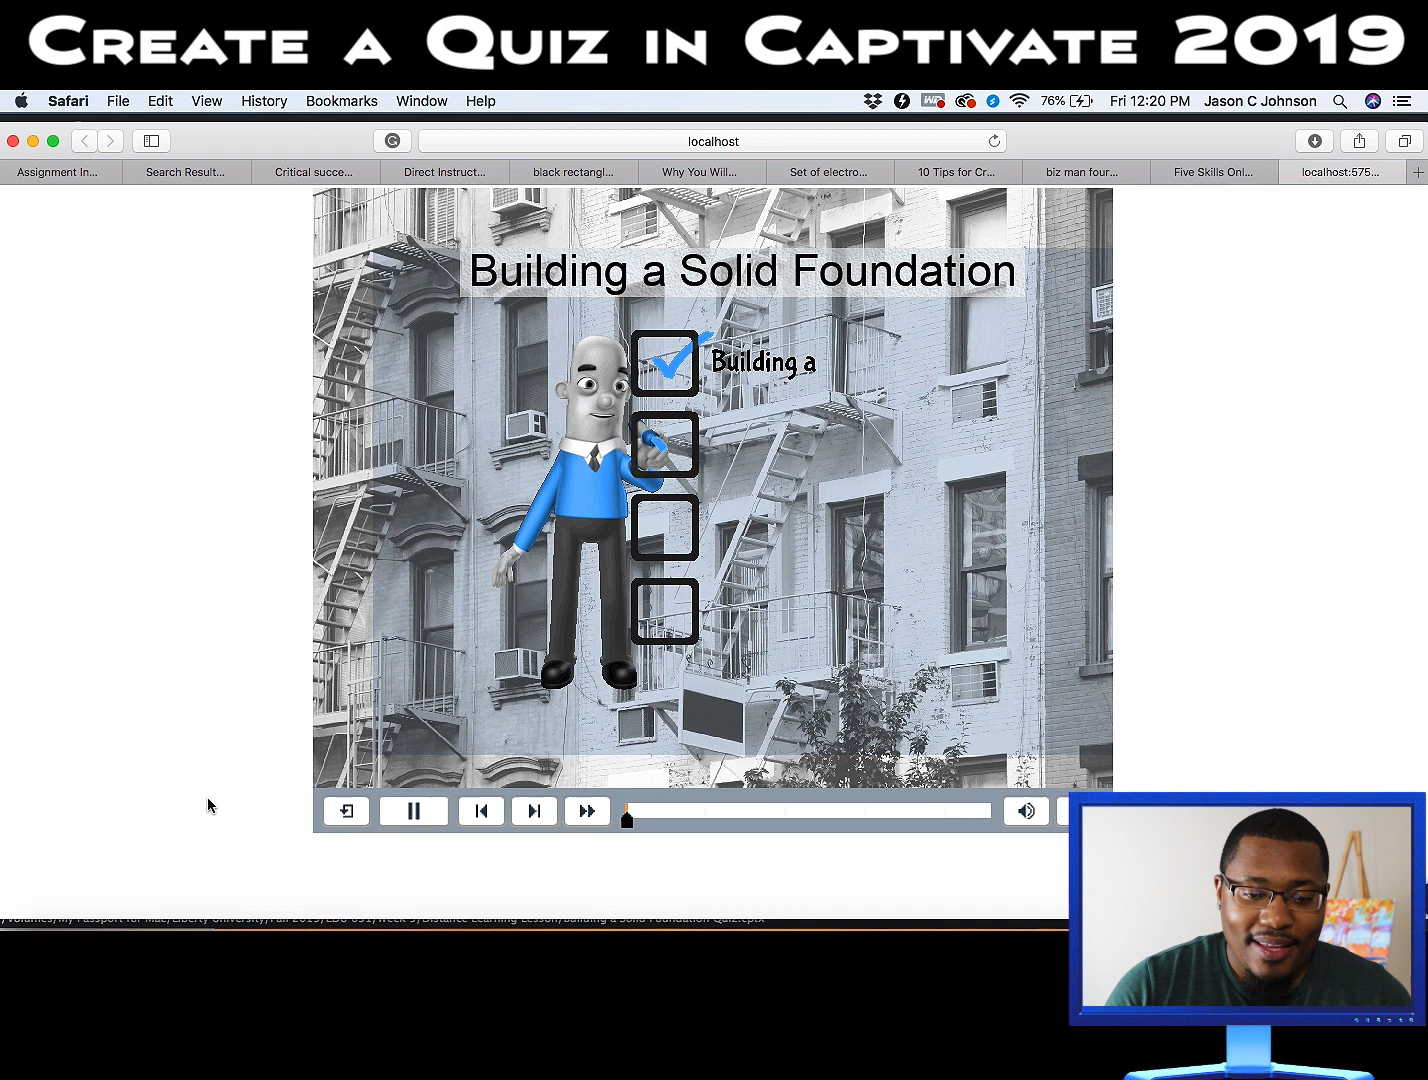 CREATE A QUIZ IN CAPTIVATE 2019
Safari File Edit View History Bookmarks Window Help 76% Fri 12:20 PM Jason C Johnson
localhost
Assignment In... Search Result... Critical succe... Direct Instruct... black rectangl... Why You Will... Set of electro... 10 Tips for Cr... biz man four... Five Skills Onl... localhost:575...
Building a Solid Foundation
Building a